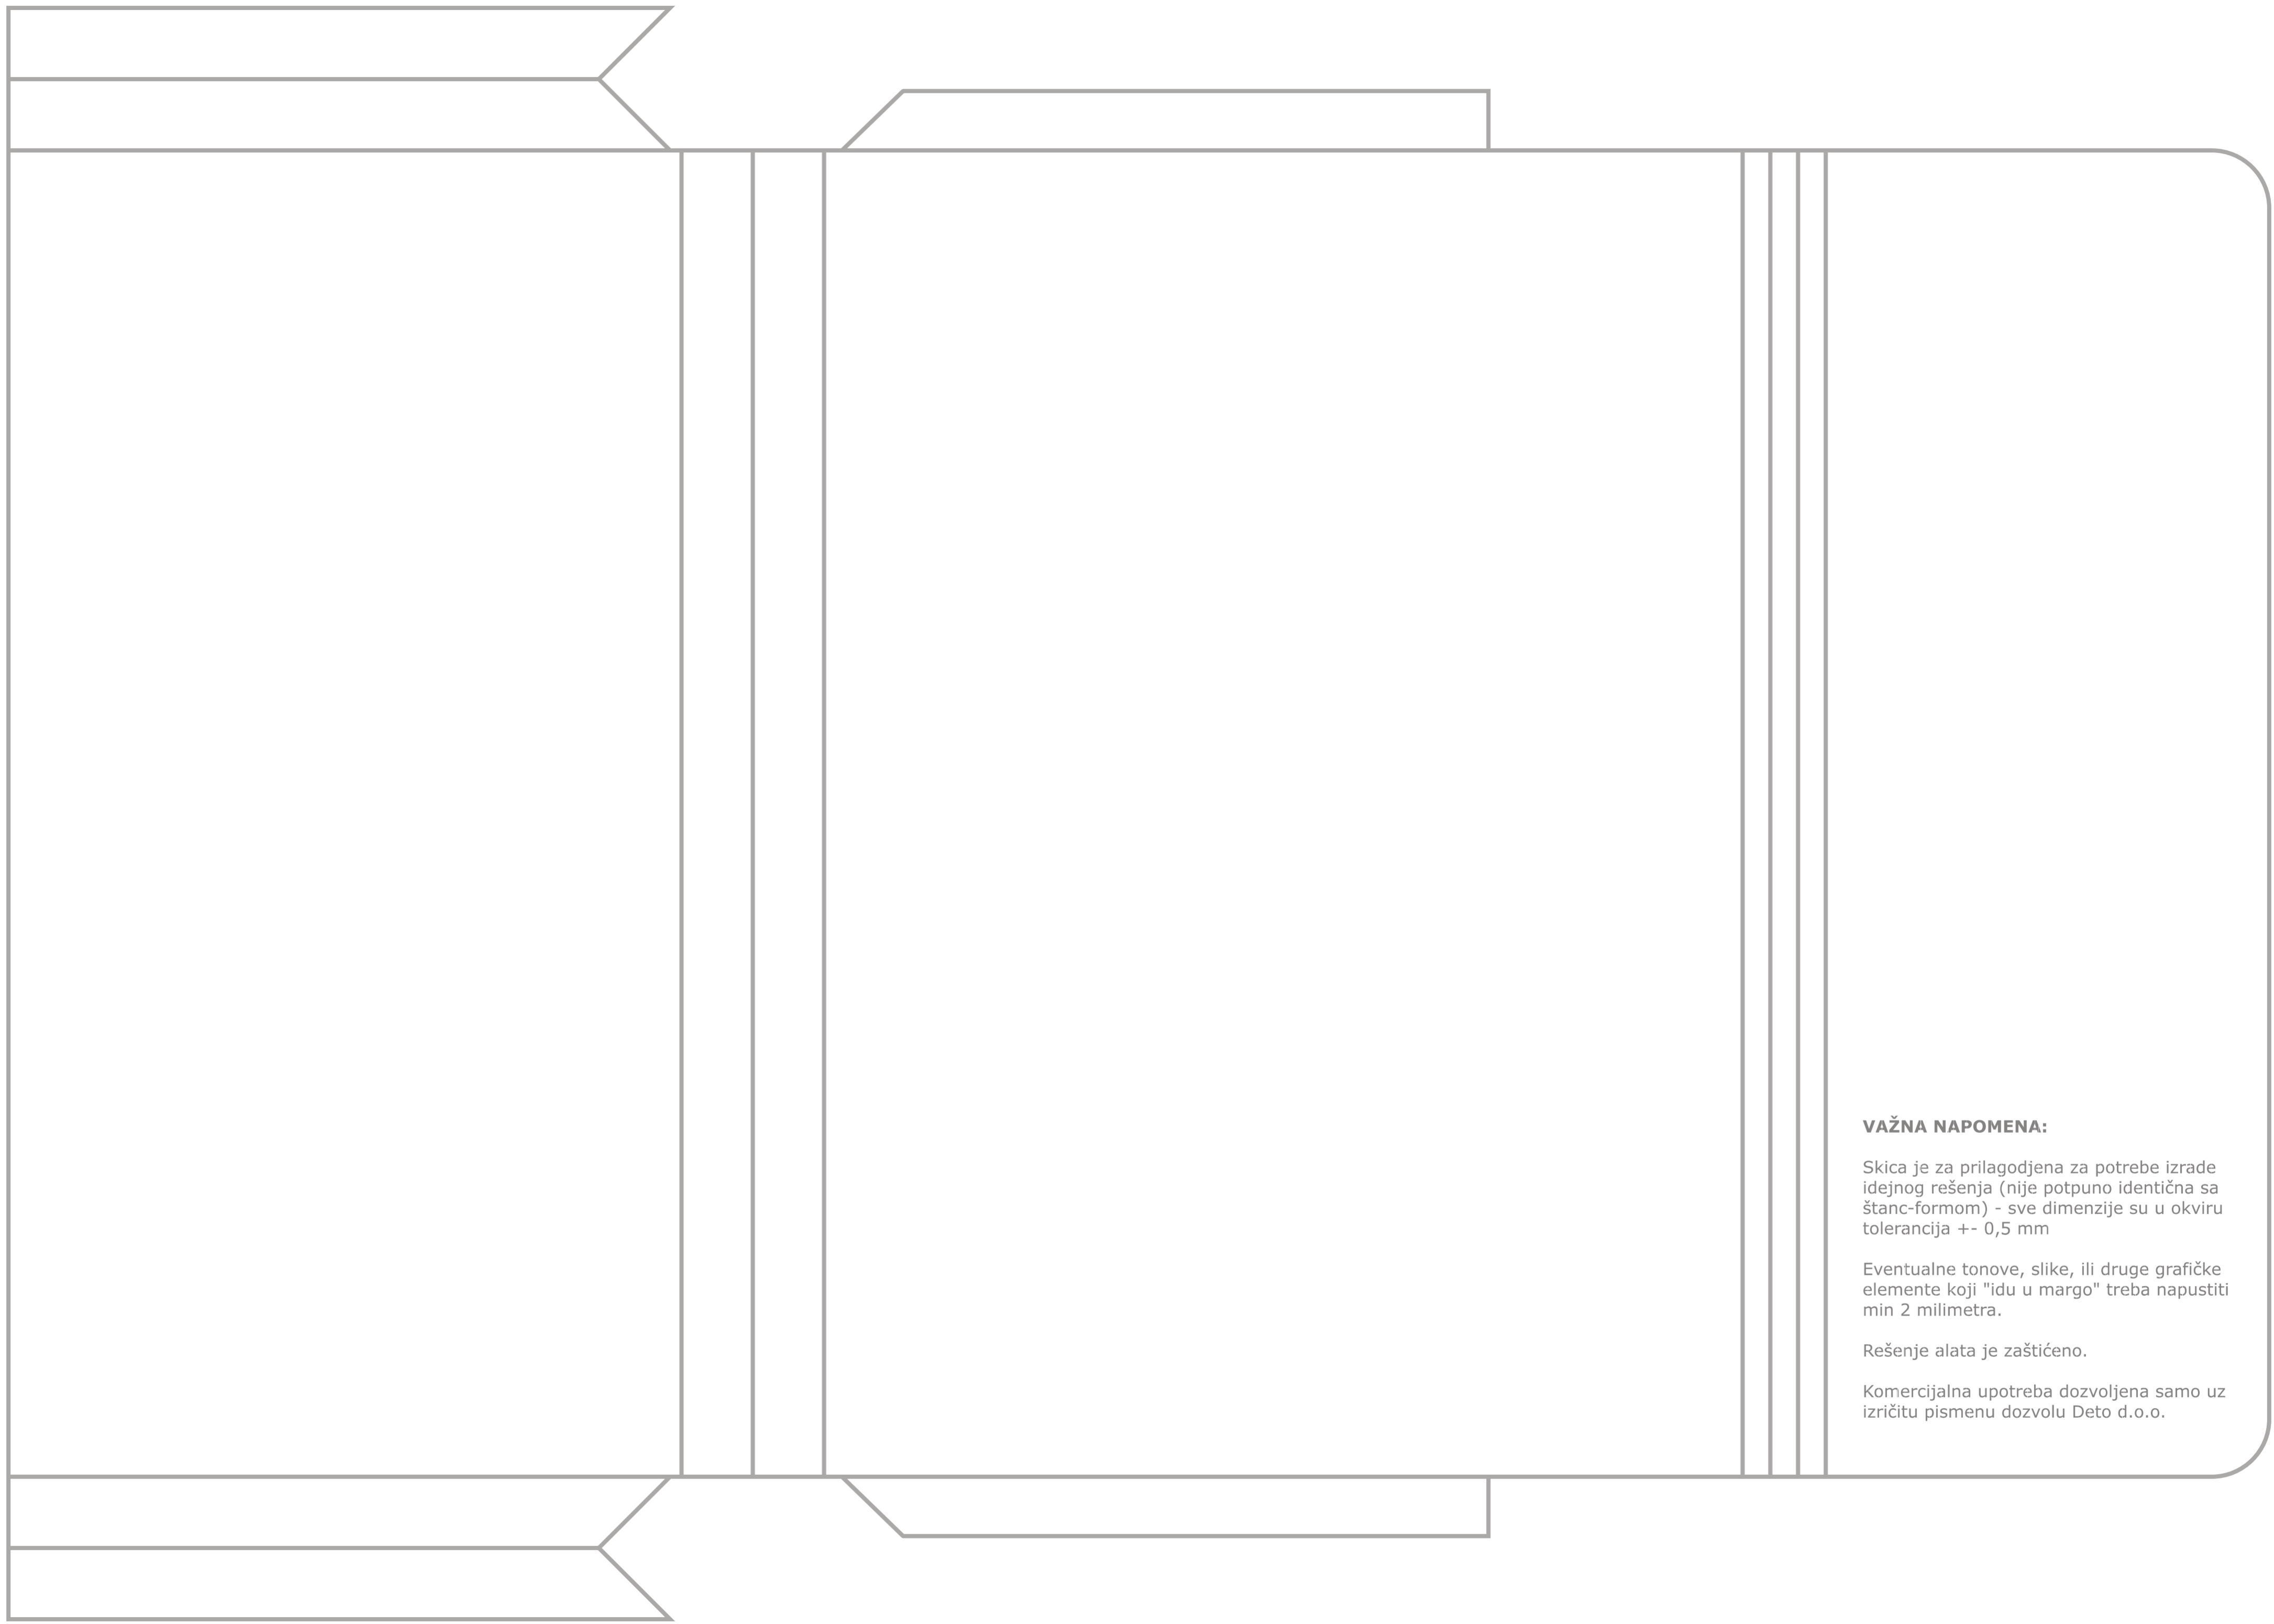 VAŽNA NAPOMENA:
Skica je za prilagodjena za potrebe izrade
idejnog rešenja (nije potpuno identična sa
štanc-formom) - sve dimenzije su u okviru
tolerancija +- 0,5 mm
Eventualne tonove, slike, ili druge grafičke
elemente koji "idu u margo" treba napustiti
min 2 milimetra.
Rešenje alata je zaštićeno.
Komercijalna upotreba dozvoljena samo uz
izričitu pismenu dozvolu Deto d.o.o.